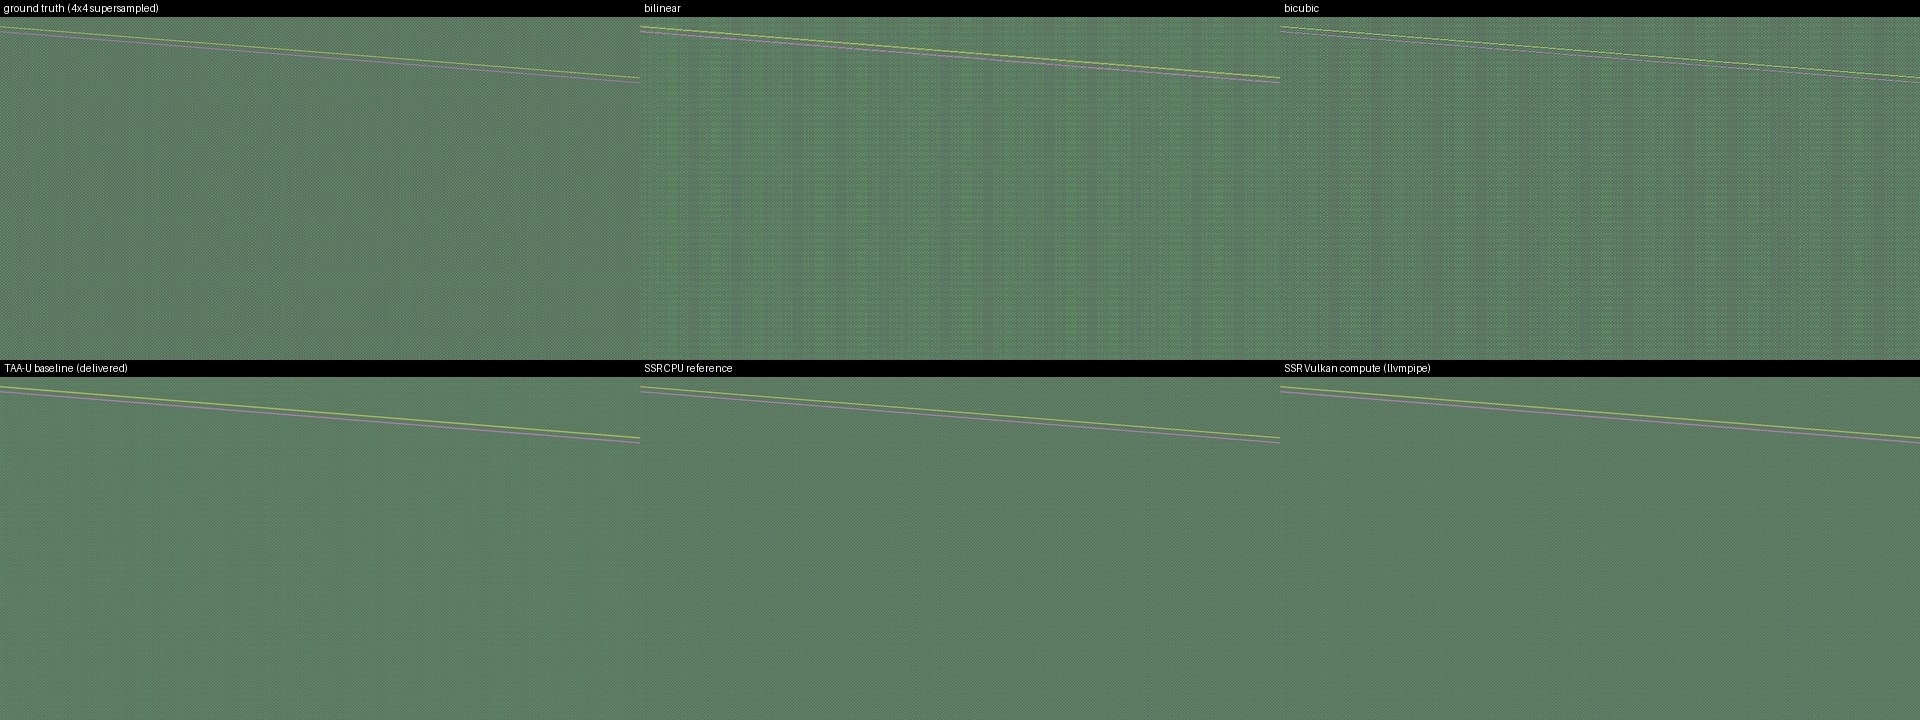 ground truth (4x4 supersampled)
bilinear
bicubic
TAA-U baseline (delivered)
SSR CPU reference
SSR Vulkan compute (llvmpipe)